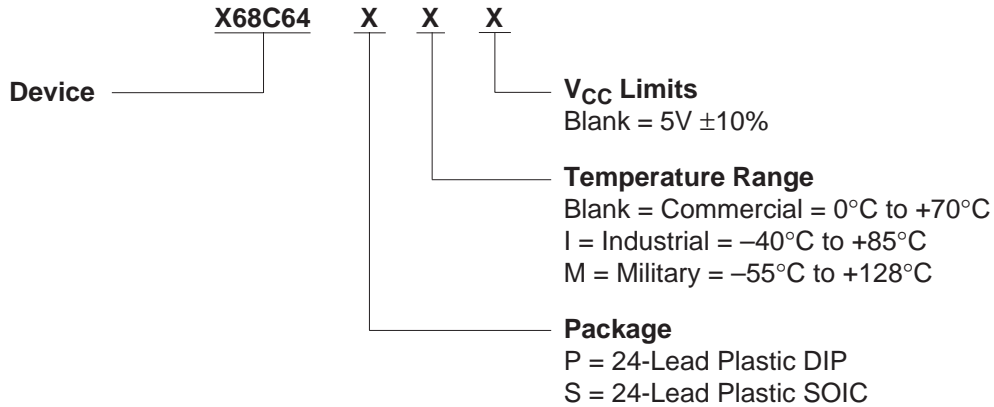 X68C64 X X X
Device
VCC Limits
Blank = 5V ±10%
Temperature Range
Blank = Commercial = 0°C to +70°C
I = Industrial = –40°C to +85°C
M = Military = –55°C to +128°C
Package
P = 24-Lead Plastic DIP
S = 24-Lead Plastic SOIC